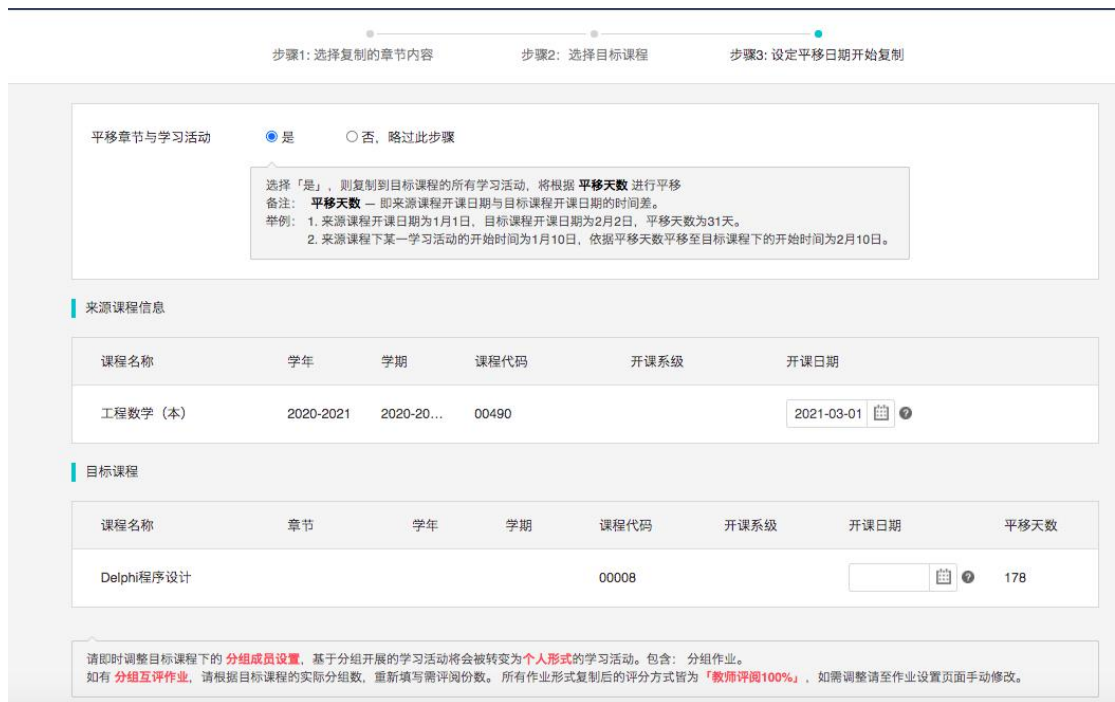 步骤1: 选择复制的章节内容 步骤2: 选择目标课程 步骤3: 设定平移日期开始复制
平移章节与学习活动 是 否，略过此步骤
选择「是」，则复制到目标课程的所有学习活动，将根据 平移天数 进行平移
备注： 平移天数 — 即来源课程开课日期与目标课程开课日期的时间差。
举例： 1. 来源课程开课日期为1月1日，目标课程开课日期为2月2日，平移天数为31天。
2. 来源课程下某一学习活动的开始时间为1月10日，依据平移天数平移至目标课程下的开始时间为2月10日。
来源课程信息
课程名称 学年 学期 课程代码 开课系级 开课日期
工程数学（本） 2020-2021 2020-20... 00490 2021-03-01 ?
目标课程
课程名称 章节 学年 学期 课程代码 开课系级 开课日期 平移天数
Delphi程序设计 00008 ? 178
请即时调整目标课程下的 分组成员设置，基于分组开展的学习活动将会被转变为个人形式的学习活动。包含： 分组作业。
如有 分组互评作业，请根据目标课程的实际分组数，重新填写需评阅份数。 所有作业形式复制后的评分方式皆为「教师评阅100%」，如需调整请至作业设置页面手动修改。